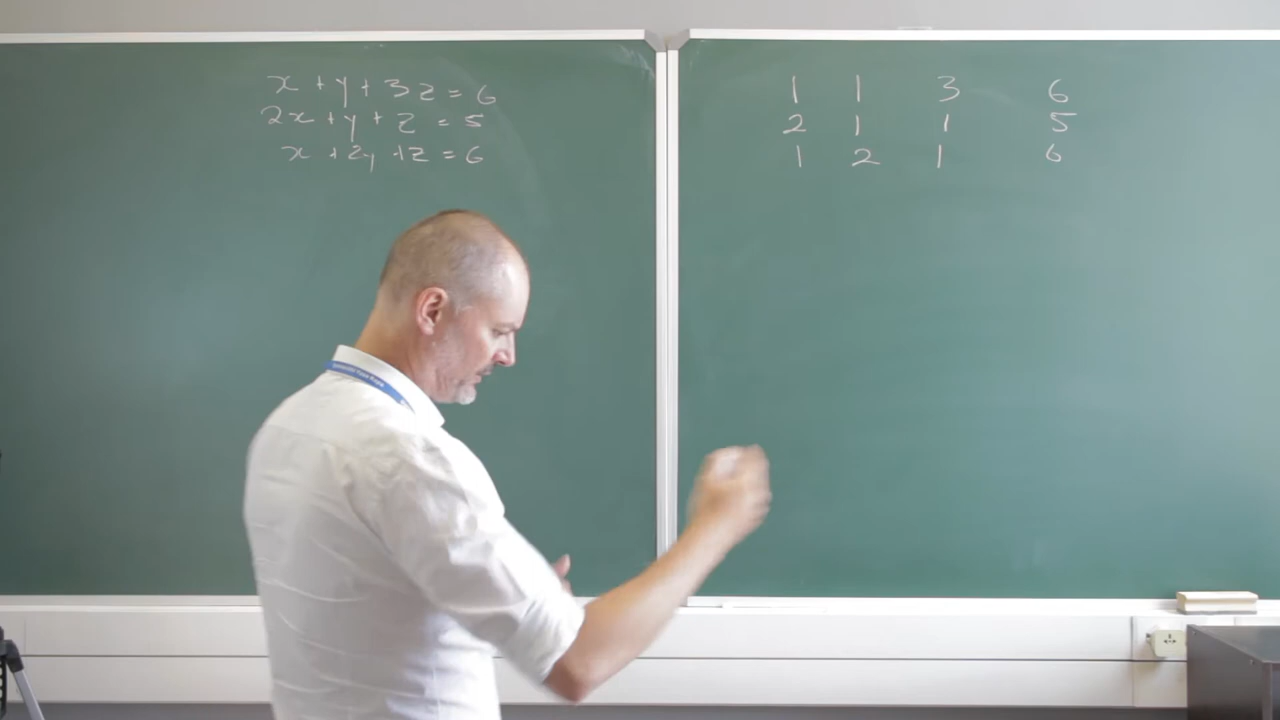 x + y + 3z = 6
2x + y + z = 5
x + 2y + z = 6
1 1 3 6
2 1 1 5
1 2 1 6